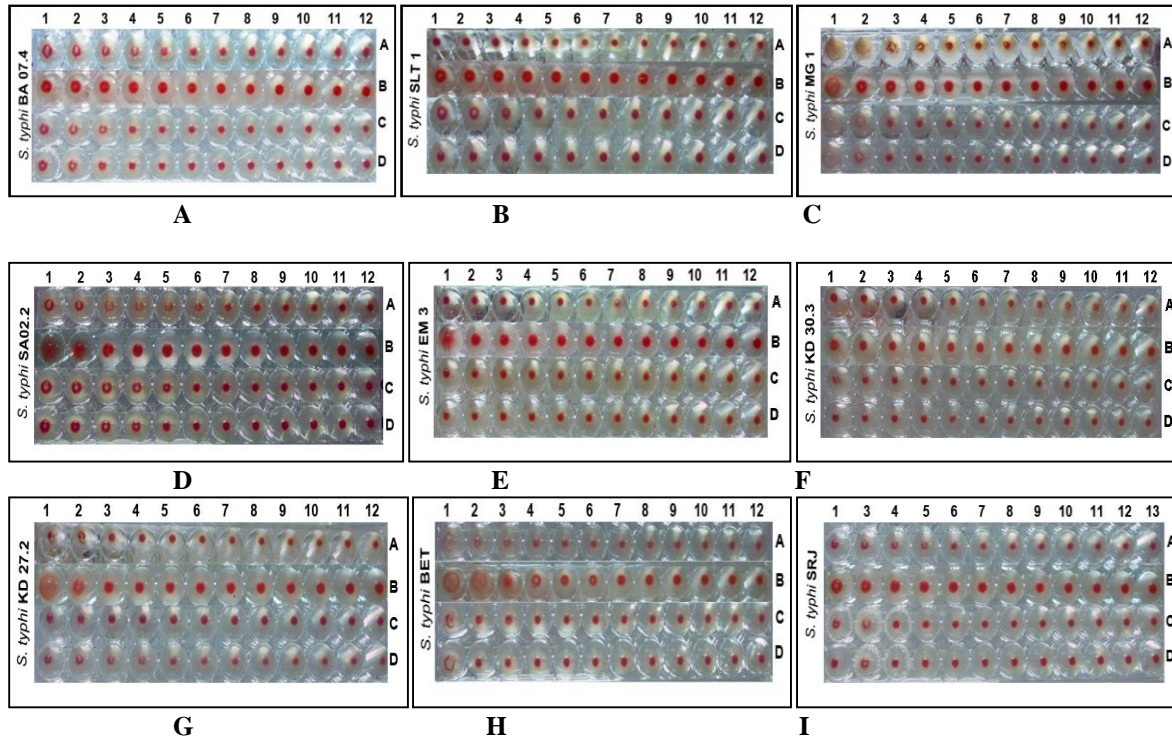 1 2 3 4 5 6 7 8 9 10 11 12
S. typhi BA 07.4
A
B
C
D
A
1 2 3 4 5 6 7 8 9 10 11 12
S. typhi SLT 1
A
B
C
D
B
1 2 3 4 5 6 7 8 9 10 11 12
S. typhi MG 1
A
B
C
D
C
1 2 3 4 5 6 7 8 9 10 11 12
S. typhi SA02.2
A
B
C
D
D
1 2 3 4 5 6 7 8 9 10 11 12
S. typhi EM 3
A
B
C
D
E
1 2 3 4 5 6 7 8 9 10 11 12
S. typhi KD 30.3
A
B
C
D
F
1 2 3 4 5 6 7 8 9 10 11 12
S. typhi KD 27.2
A
B
C
D
G
1 2 3 4 5 6 7 8 9 10 11 12
S. typhi BET
A
B
C
D
H
1 3 4 5 6 7 8 9 10 11 12 13
S. typhi SRJ
A
B
C
D
I